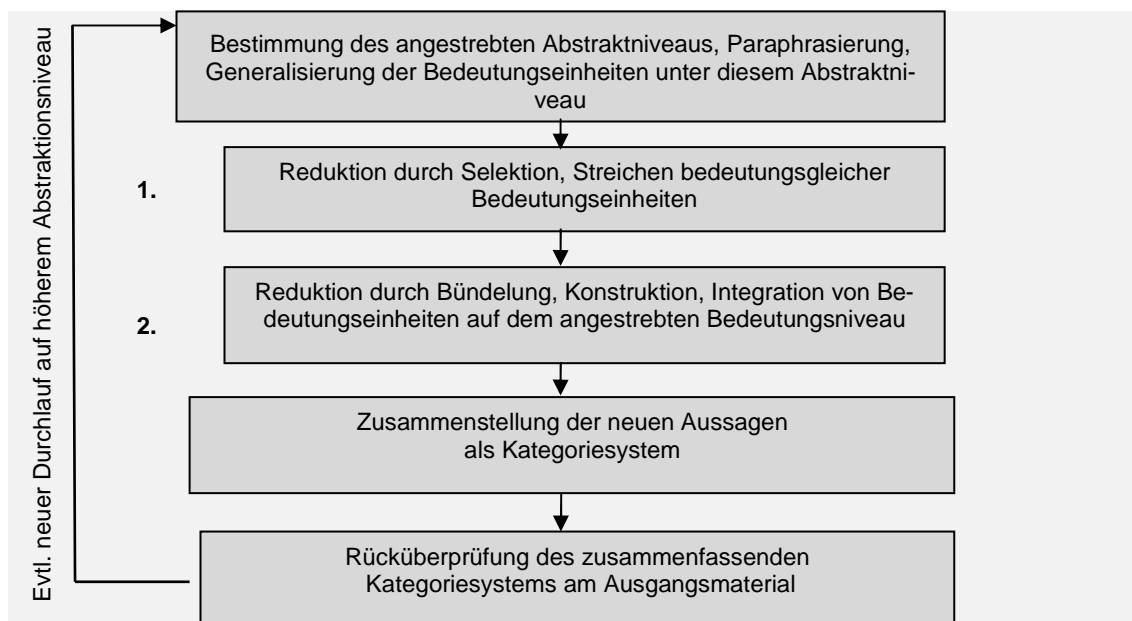 Evtl. neuer Durchlauf auf höherem Abstraktionsniveau
Bestimmung des angestrebten Abstraktniveaus, Paraphrasierung,
Generalisierung der Bedeutungseinheiten unter diesem Abstraktni-
veau
1.
Reduktion durch Selektion, Streichen bedeutungsgleicher
Bedeutungseinheiten
2.
Reduktion durch Bündelung, Konstruktion, Integration von Be-
deutungseinheiten auf dem angestrebten Bedeutungsniveau
Zusammenstellung der neuen Aussagen
als Kategoriesystem
Rücküberprüfung des zusammenfassenden
Kategoriesystems am Ausgangsmaterial